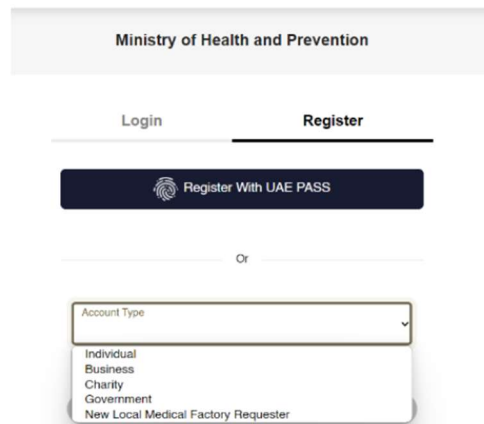 Ministry of Health and Prevention
Login
Register
Register With UAE PASS
Or
Account Type
Individual
Business
Charity
Government
New Local Medical Factory Requester